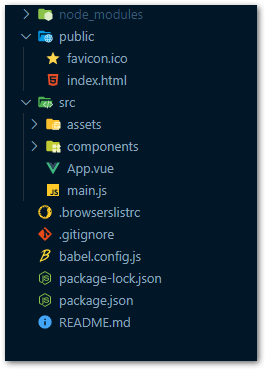 node_modules
public
favicon.ico
index.html
src
assets
components
App.vue
JS main.js
.browserslistrc
.gitignore
babel.config.js
package-lock.json
package.json
README.md